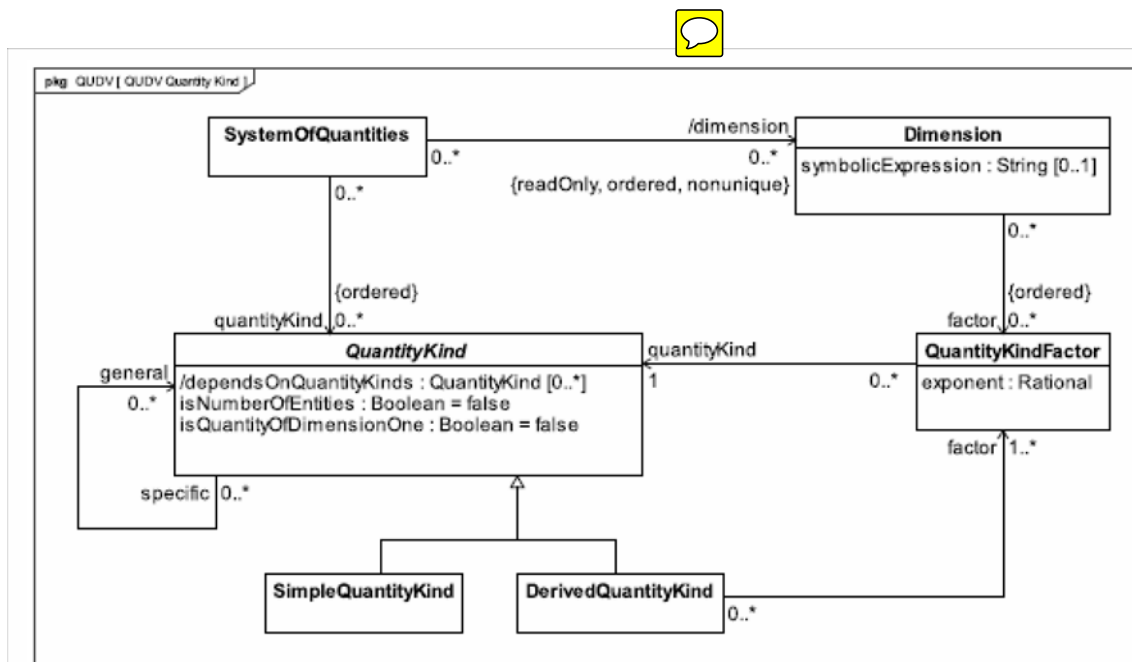 pkg QUDV [ QUDV Quantity Kind ]
SystemOfQuantities
0..*
/dimension
0..*
{readOnly, ordered, nonunique}
Dimension
symbolicExpression : String [0..1]
0..*
{ordered}
quantityKind 0..*
0..*
{ordered}
factor 0..*
QuantityKind
/dependsOnQuantityKinds : QuantityKind [0..*]
isNumberOfEntities : Boolean = false
isQuantityOfDimensionOne : Boolean = false
general
0..*
specific 0..*
quantityKind
1
0..*
QuantityKindFactor
exponent : Rational
factor 1..*
SimpleQuantityKind
DerivedQuantityKind
0..*